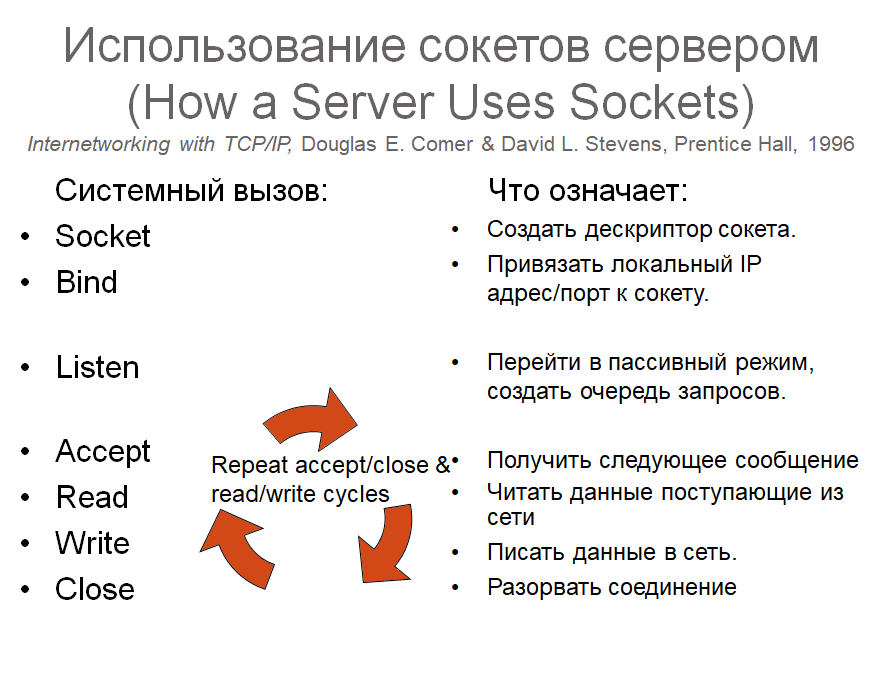 Использование сокетов сервером
(How a Server Uses Sockets)
Internetworking with TCP/IP, Douglas E. Comer & David L. Stevens, Prentice Hall, 1996
Системный вызов:
• Socket
• Bind
• Listen
• Accept
• Read
• Write
• Close
Repeat accept/close &
read/write cycles
Что означает:
• Создать дескриптор сокета.
• Привязать локальный IP
адрес/порт к сокету.
• Перейти в пассивный режим,
создать очередь запросов.
• Получить следующее сообщение
• Читать данные поступающие из
сети
• Писать данные в сеть.
• Разорвать соединение